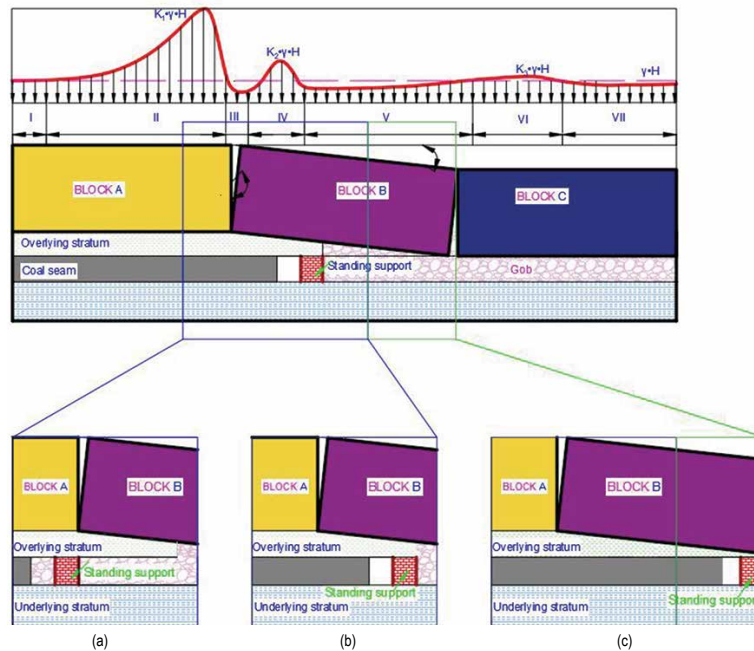 K₁•γ•H
K₂•γ•H
K₃•γ•H
γ•H
I
II
III
IV
V
VI
VII
BLOCK A
BLOCK B
BLOCK C
Overlying stratum
Coal seam
Standing support
Gob
BLOCK A
BLOCK B
Overlying stratum
Standing support
Underlying stratum
(a)
BLOCK A
BLOCK B
Overlying stratum
Standing support
Underlying stratum
(b)
BLOCK A
BLOCK B
Overlying stratum
Underlying stratum
Standing support
(c)